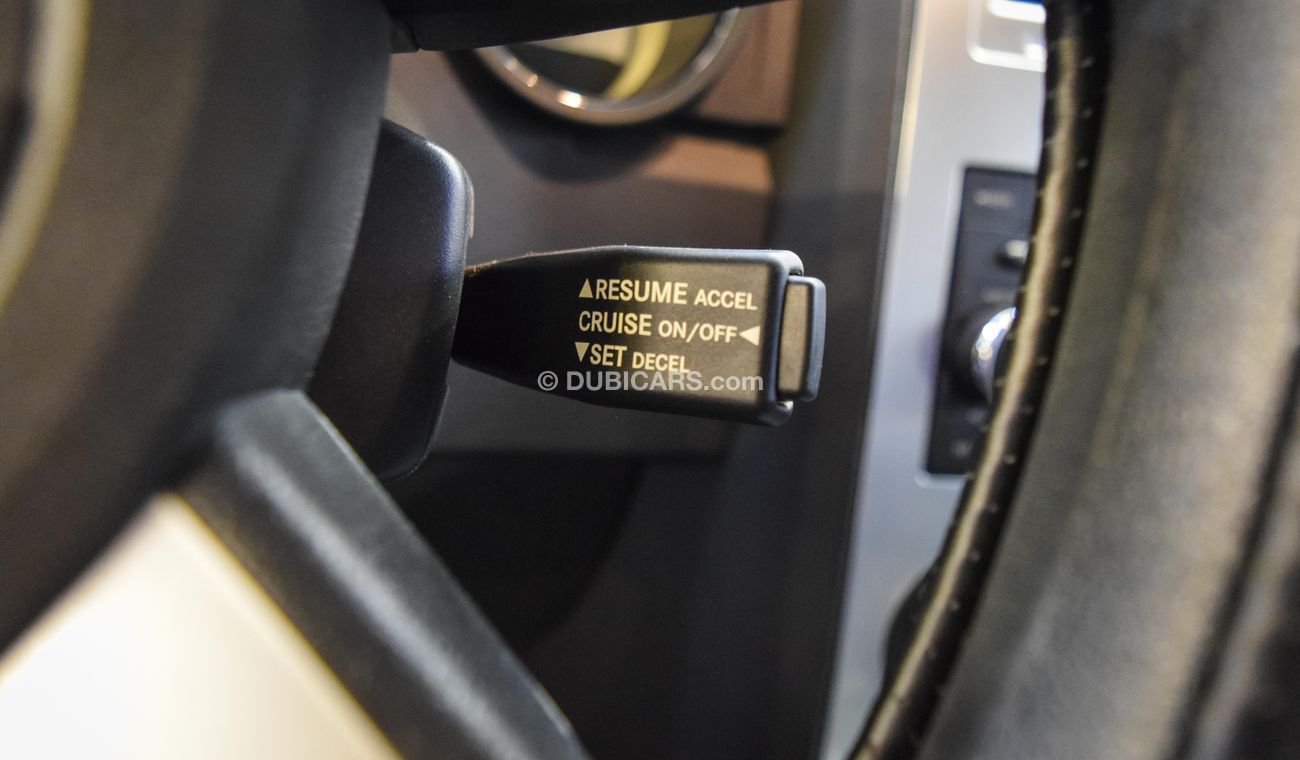 ▲RESUME ACCEL
CRUISE ON/OFF◄
▼SET DECEL
© DUBICARS.com